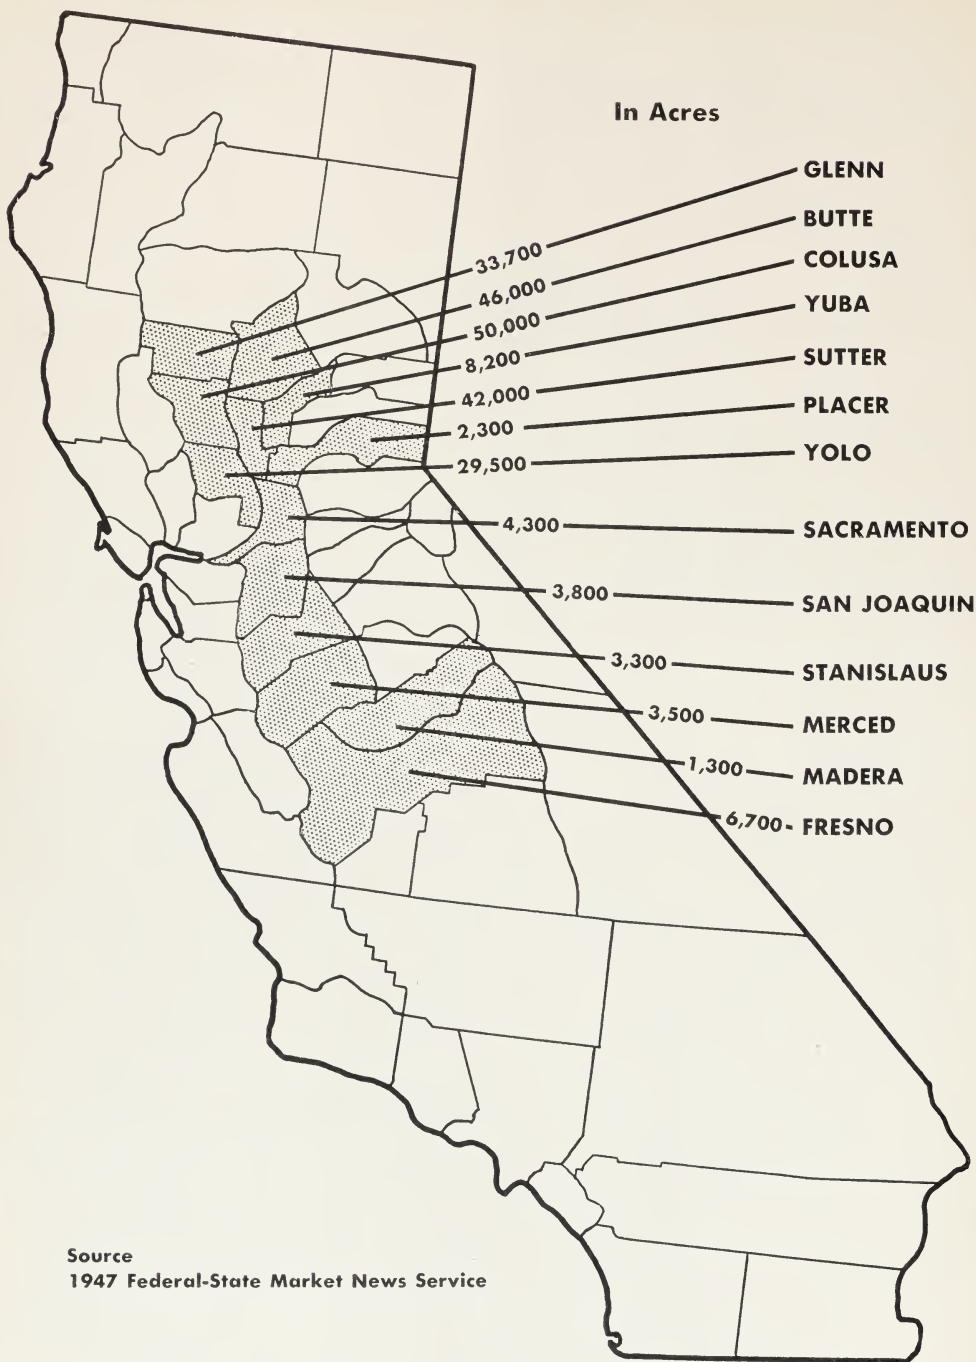 In Acres
33,700 GLENN
46,000 BUTTE
50,000 COLUSA
8,200 YUBA
42,000 SUTTER
2,300 PLACER
29,500 YOLO
4,300 SACRAMENTO
3,800 SAN JOAQUIN
3,300 STANISLAUS
3,500 MERCED
1,300 MADERA
6,700 FRESNO
Source
1947 Federal-State Market News Service